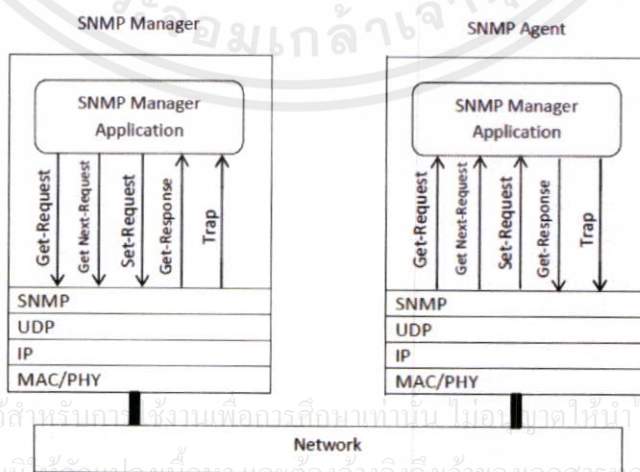 SNMP Manager
SNMP Agent
SNMP Manager
Application
SNMP Manager
Application
Get-Request
Get Next-Request
Set-Request
Get-Response
Trap
Get-Request
Get Next-Request
Set-Request
Get-Response
Trap
SNMP
UDP
IP
MAC/PHY
SNMP
UDP
IP
MAC/PHY
Network